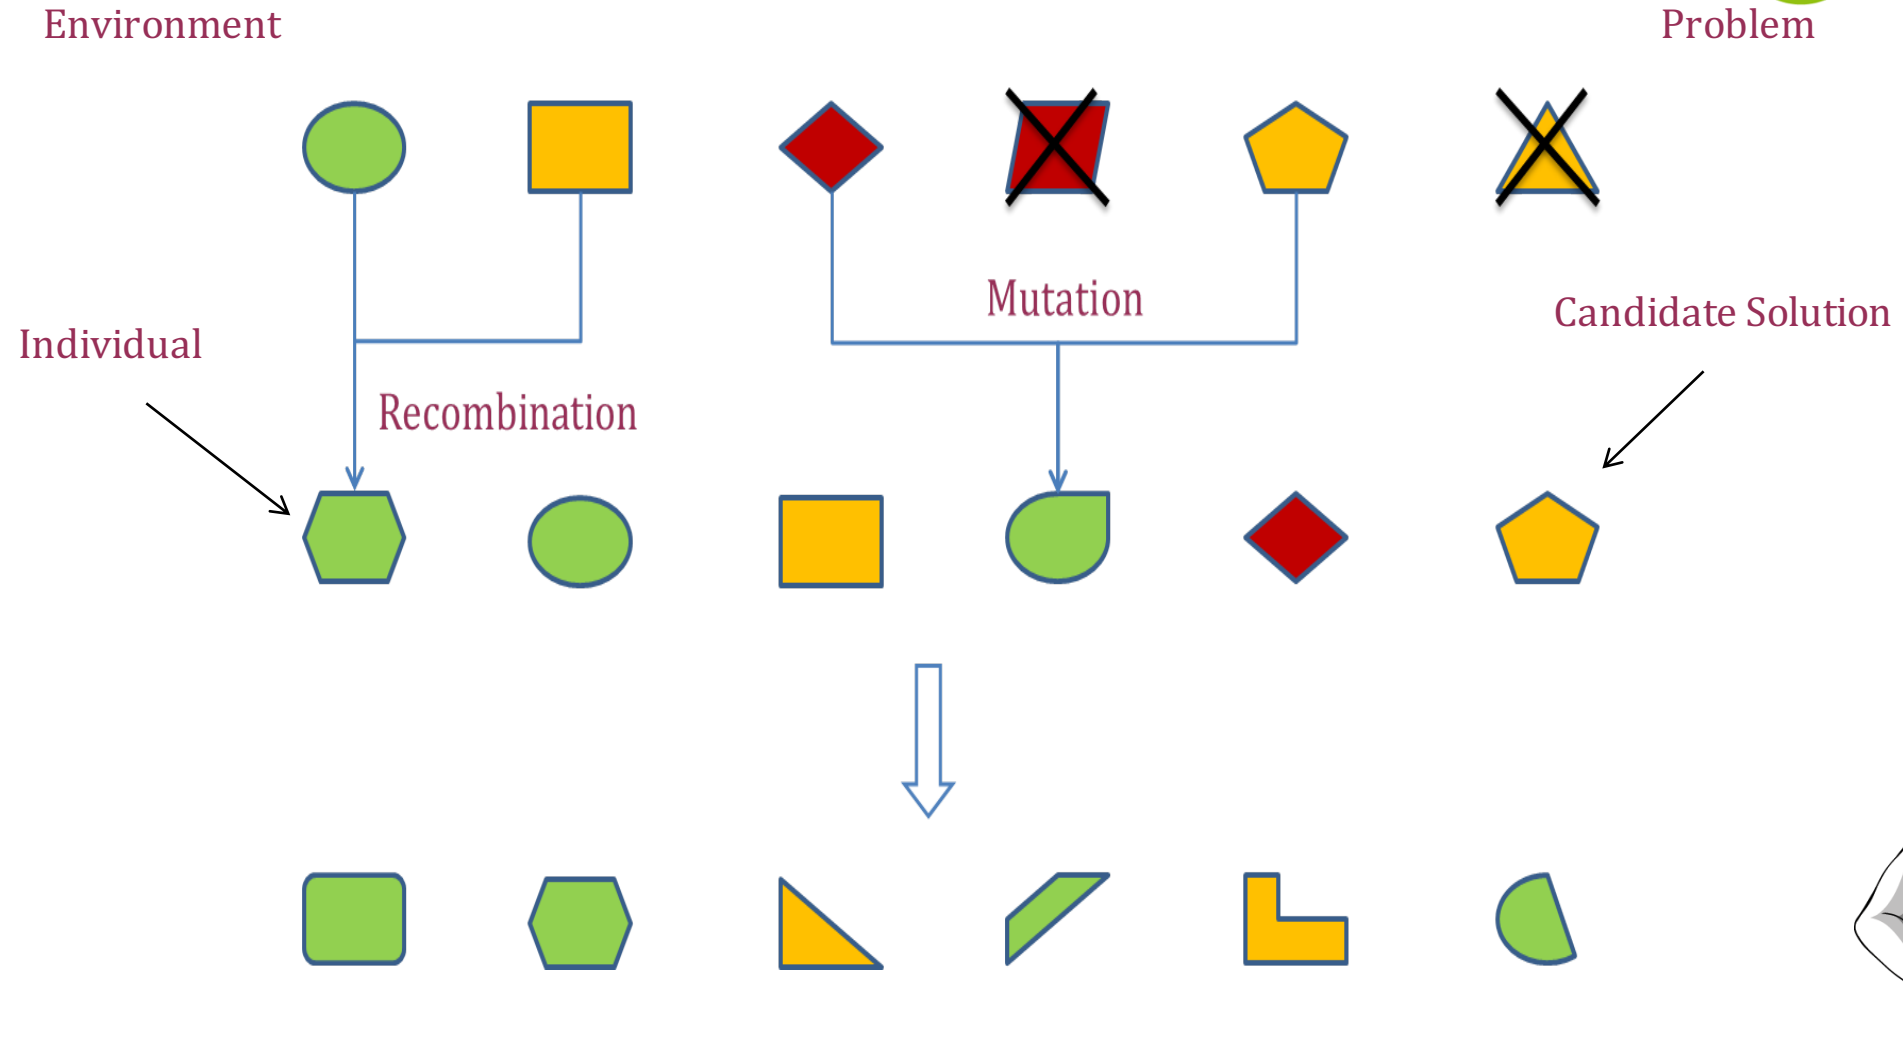 Environment
Problem
Mutation
Candidate Solution
Individual
Recombination